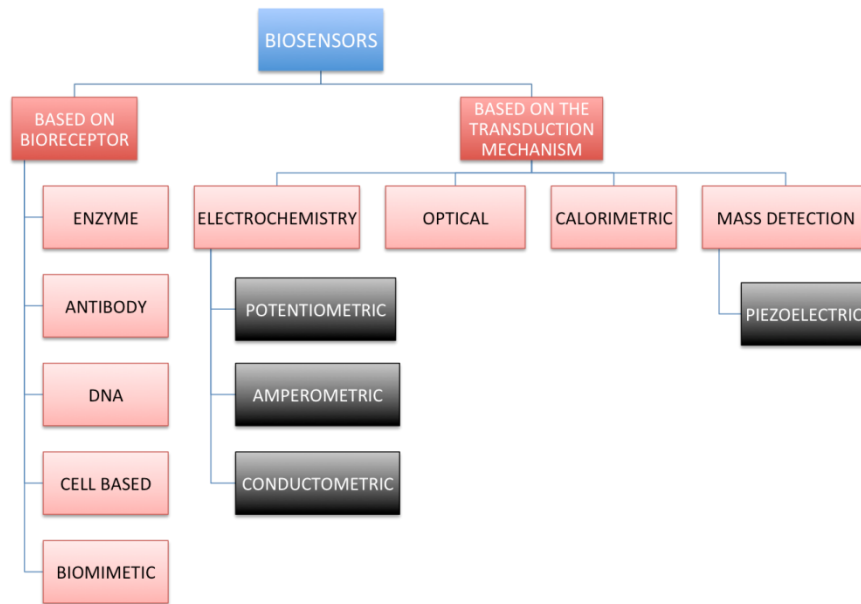 BIOSENSORS
BASED ON
BIORECEPTOR
BASED ON THE
TRANSDUCTION
MECHANISM
ENZYME
ELECTROCHEMISTRY
OPTICAL
CALORIMETRIC
MASS DETECTION
ANTIBODY
POTENTIOMETRIC
PIEZOELECTRIC
DNA
AMPEROMETRIC
CELL BASED
CONDUCTOMETRIC
BIOMIMETIC